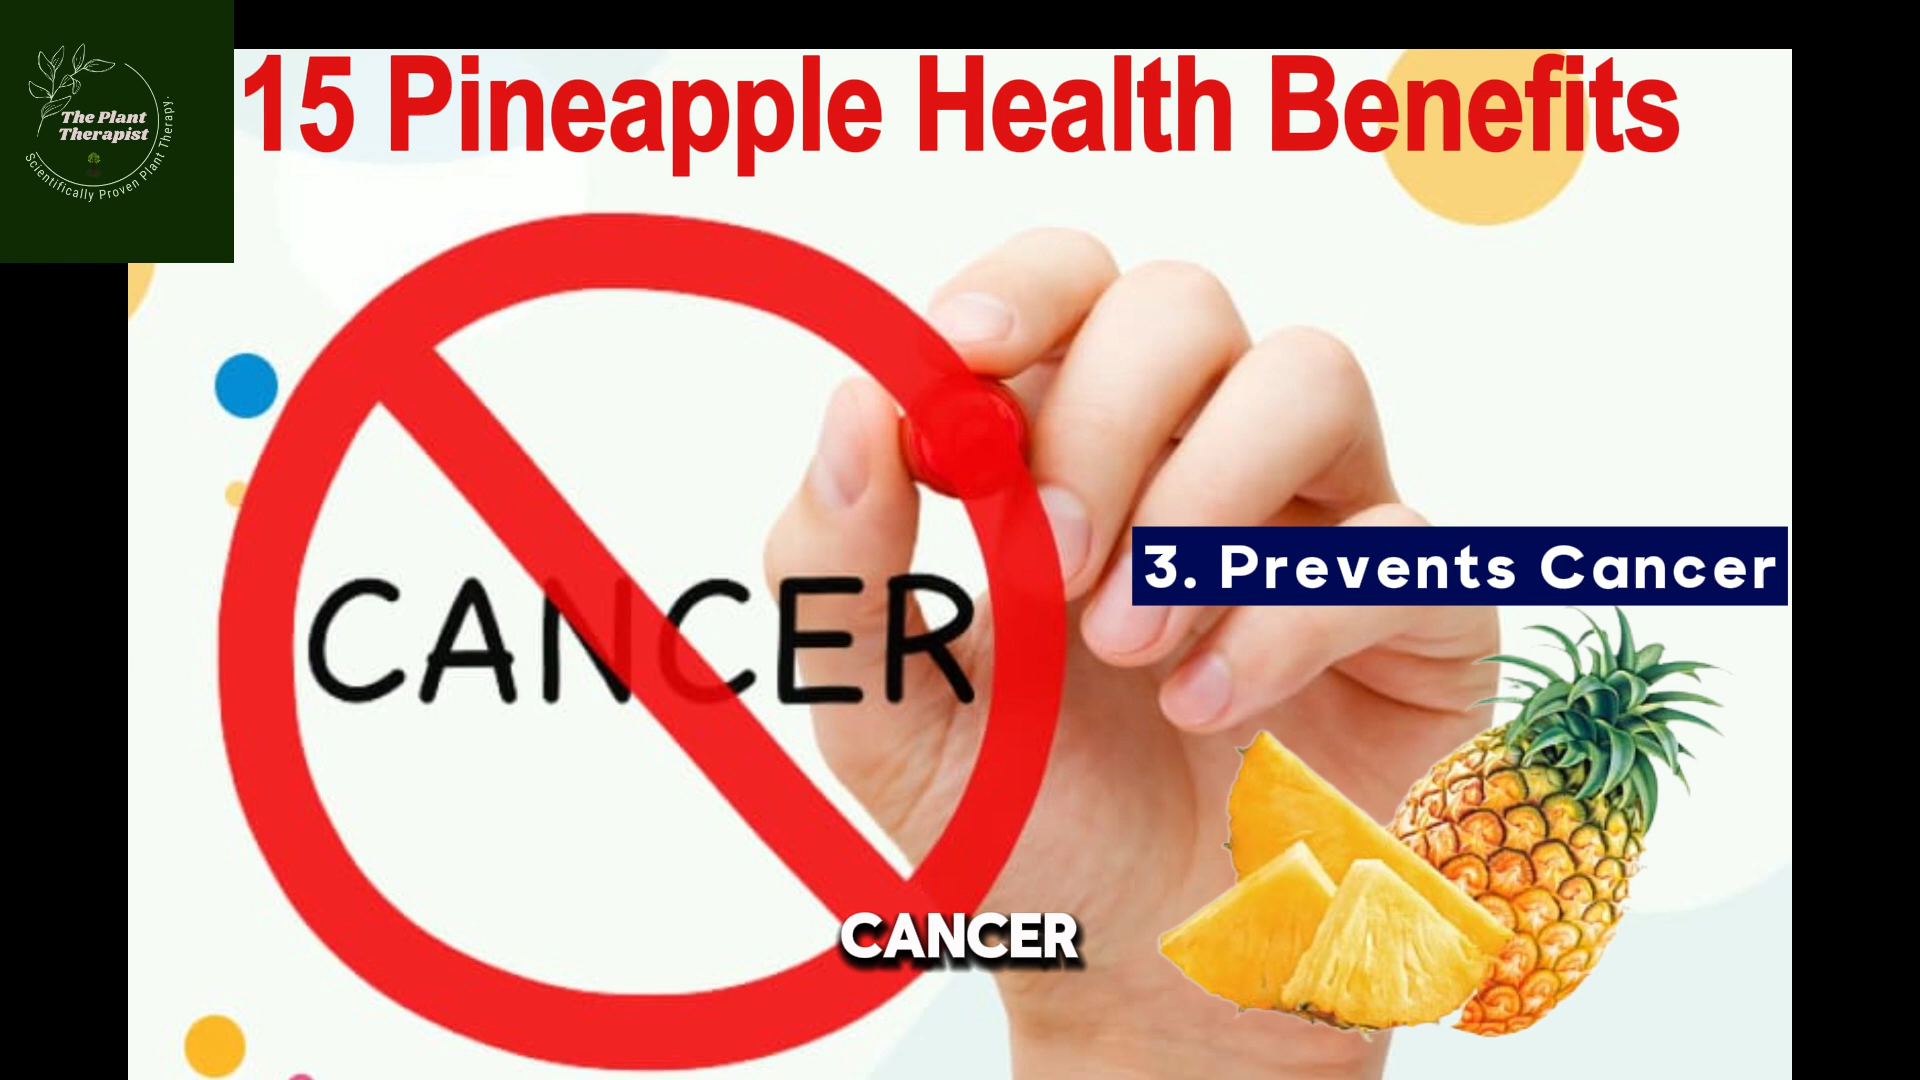 The Plant
Therapist
Scientifically Proven Plant Therapy.
15 Pineapple Health Benefits
CANCER
3. Prevents Cancer
CANCER